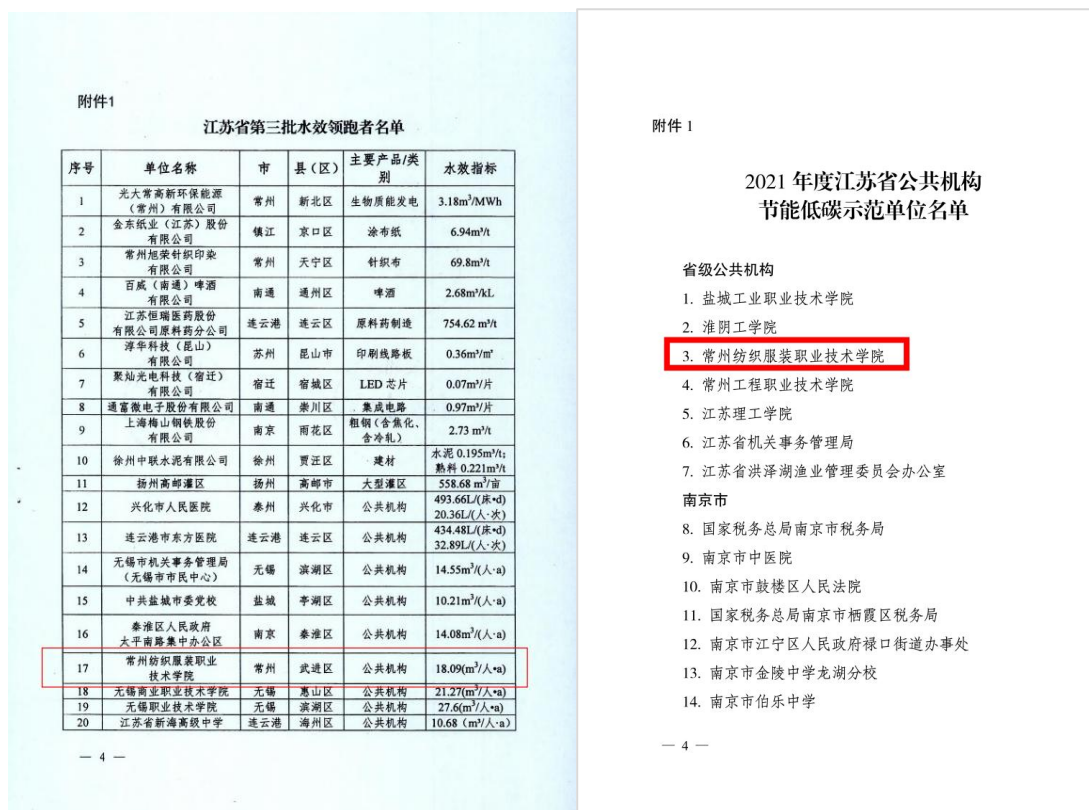 附件1
江苏省第三批水效领跑者名单
序号 单位名称 市 县（区） 主要产品/类别 水效指标
1 光大常高新环保能源（常州）有限公司 常州 新北区 生物质能发电 3.18m³/MWh
2 金东纸业（江苏）股份有限公司 镇江 京口区 涂布纸 6.94m³/t
3 常州旭荣针织印染有限公司 常州 天宁区 针织布 69.8m³/t
4 百威（南通）啤酒有限公司 南通 通州区 啤酒 2.68m³/kL
5 江苏恒瑞医药股份有限公司原料药分公司 连云港 连云区 原料药制造 754.62 m³/t
6 淳华科技（昆山）有限公司 苏州 昆山市 印刷线路板 0.36m³/㎡
7 聚灿光电科技（宿迁）有限公司 宿迁 宿城区 LED 芯片 0.07m³/片
8 通富微电子股份有限公司 南通 崇川区 集成电路 0.97m³/片
9 上海梅山钢铁股份有限公司 南京 雨花区 粗钢（含焦化、含冷轧） 2.73 m³/t
10 徐州中联水泥有限公司 徐州 贾汪区 建材 水泥 0.195m³/t; 熟料 0.221m³/t
11 扬州高邮灌区 扬州 高邮市 大型灌区 558.68 m³/亩
12 兴化市人民医院 泰州 兴化市 公共机构 493.66L/(床•d) 20.36L/(人·次)
13 连云港市东方医院 连云港 连云区 公共机构 434.48L/(床•d) 32.89L/(人·次)
14 无锡市机关事务管理局（无锡市市民中心） 无锡 滨湖区 公共机构 14.55m³/(人·a)
15 中共盐城市委党校 盐城 亭湖区 公共机构 10.21m³/(人·a)
16 秦淮区人民政府太平南路集中办公区 南京 秦淮区 公共机构 14.08m³/(人·a)
17 常州纺织服装职业技术学院 常州 武进区 公共机构 18.09(m³/人•a)
18 无锡商业职业技术学院 无锡 惠山区 公共机构 21.27(m³/人•a)
19 无锡职业技术学院 无锡 滨湖区 公共机构 27.6(m³/人•a)
20 江苏省新海高级中学 连云港 海州区 公共机构 10.68（m³/人·a）
— 4 —
附件 1
2021 年度江苏省公共机构
节能低碳示范单位名单
省级公共机构
1. 盐城工业职业技术学院
2. 淮阴工学院
3. 常州纺织服装职业技术学院
4. 常州工程职业技术学院
5. 江苏理工学院
6. 江苏省机关事务管理局
7. 江苏省洪泽湖渔业管理委员会办公室
南京市
8. 国家税务总局南京市税务局
9. 南京市中医院
10. 南京市鼓楼区人民法院
11. 国家税务总局南京市栖霞区税务局
12. 南京市江宁区人民政府禄口街道办事处
13. 南京市金陵中学龙湖分校
14. 南京市伯乐中学
— 4 —